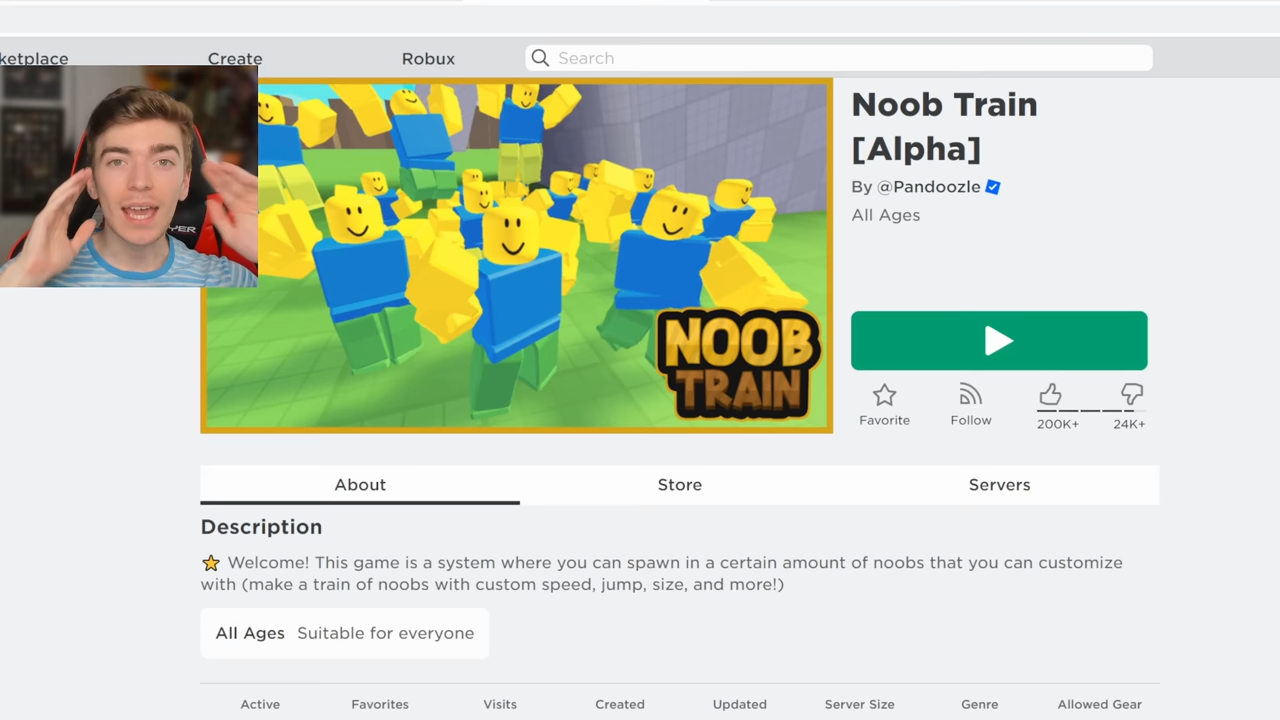 ketplace
Create
Robux
Search
YER
NOOB
TRAIN
Noob Train
[Alpha]
By @Pandoozle
All Ages
Favorite
Follow
200K+
24K+
About
Store
Servers
Description
⭐ Welcome! This game is a system where you can spawn in a certain amount of noobs that you can customize
with (make a train of noobs with custom speed, jump, size, and more!)
All Ages Suitable for everyone
Active
Favorites
Visits
Created
Updated
Server Size
Genre
Allowed Gear